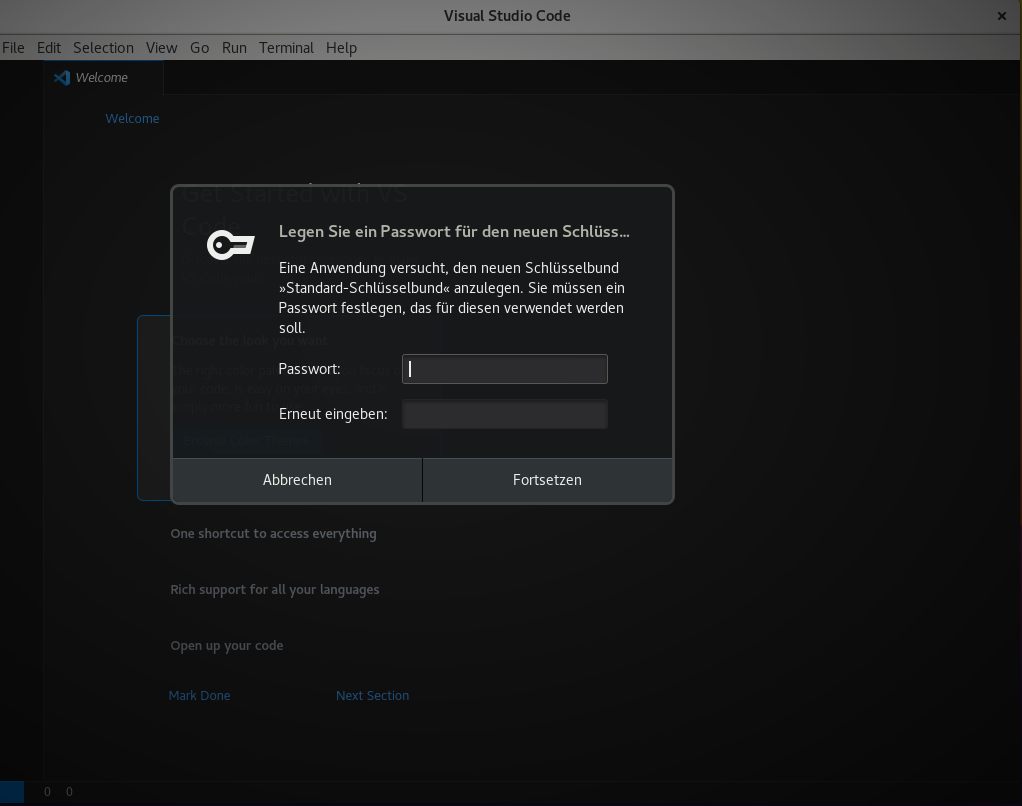 Visual Studio Code ×
File Edit Selection View Go Run Terminal Help
Welcome
Welcome
Get Started with VS
Code
Legen Sie ein Passwort für den neuen Schlüss…
Eine Anwendung versucht, den neuen Schlüsselbund
»Standard-Schlüsselbund« anzulegen. Sie müssen ein
Passwort festlegen, das für diesen verwendet werden
soll.
Choose the look you want
Passwort:
Erneut eingeben:
Abbrechen Fortsetzen
One shortcut to access everything
Rich support for all your languages
Open up your code
Mark Done Next Section
0 0